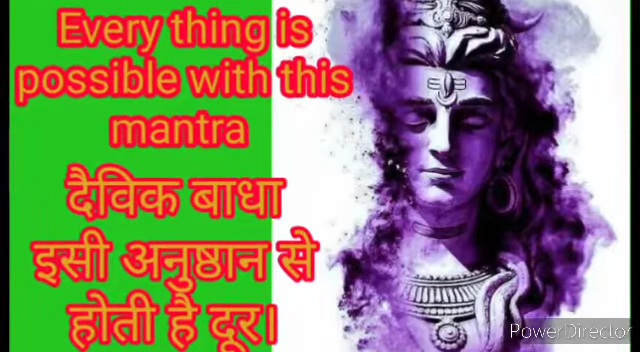 Every thing is
possible with this
mantra
दैविक बाधा
इसी अनुष्ठान से
होती है दूर।
PowerDirector